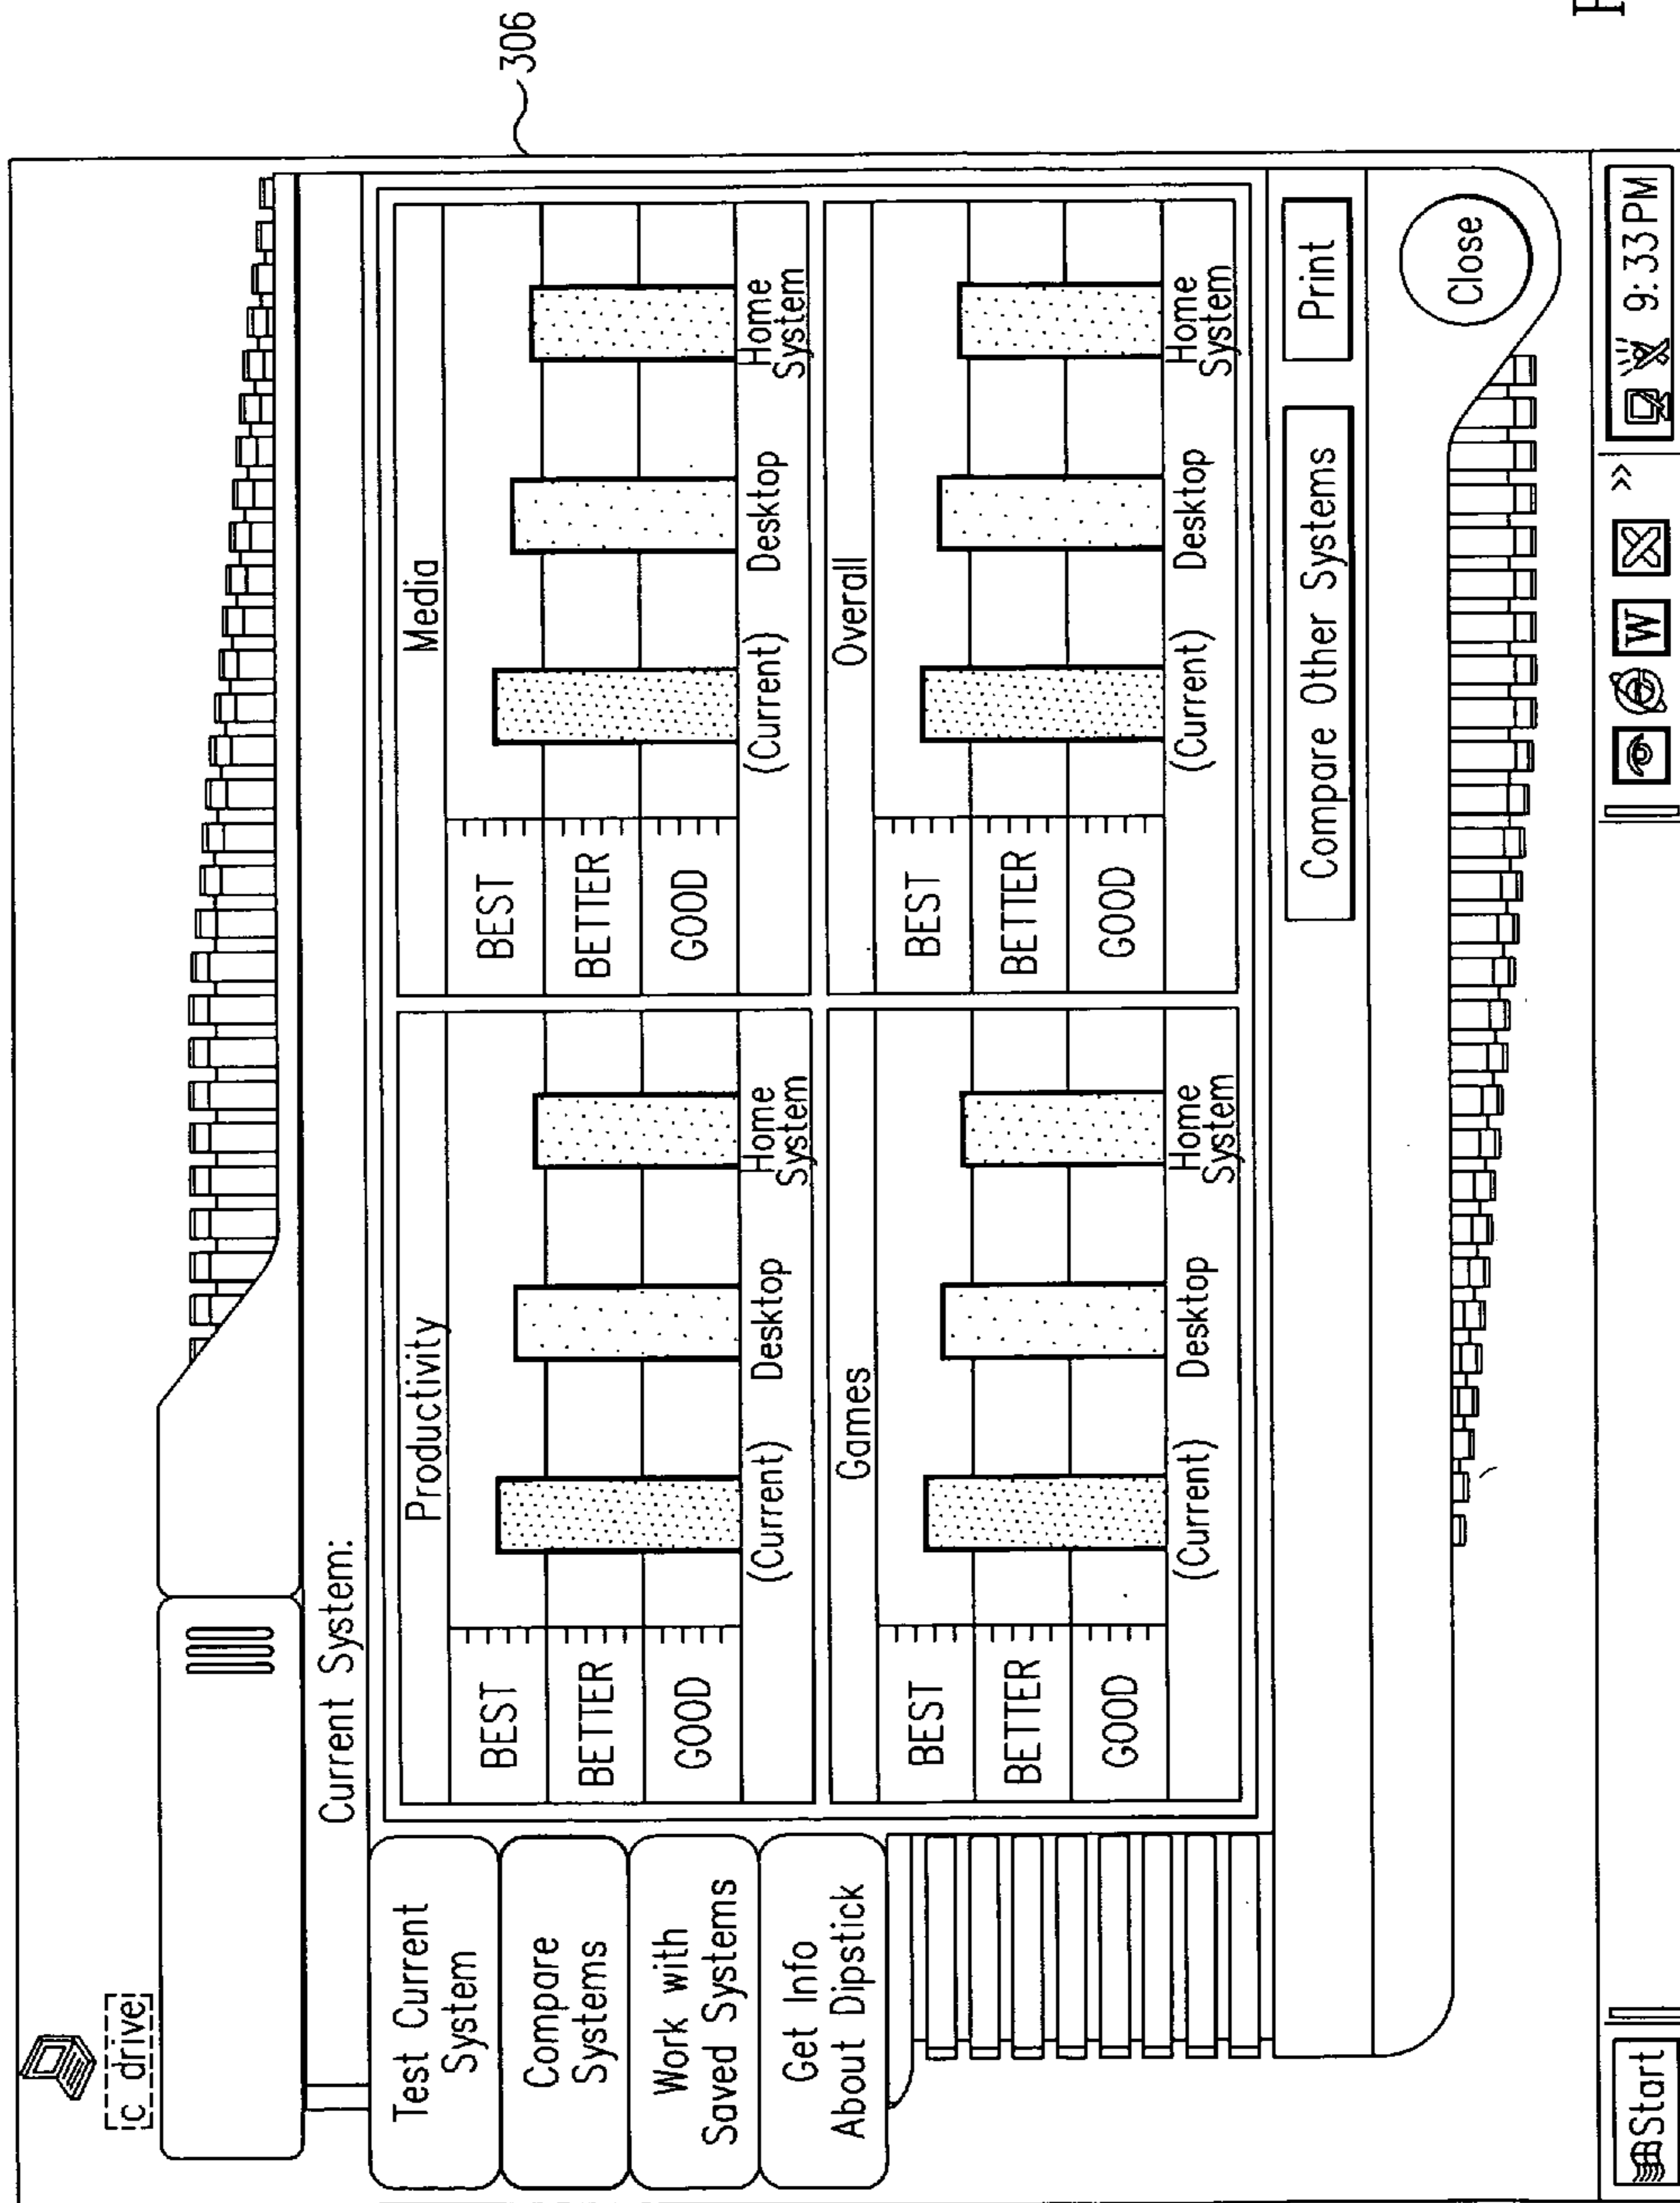 c drive
Current System:
Test Current
System
Compare
Systems
Work with
Saved Systems
Get Info
About Dipstick
Productivity
BEST
BETTER
GOOD
(Current)
Desktop
Home
System
Media
BEST
BETTER
GOOD
(Current)
Desktop
Home
System
Games
BEST
BETTER
GOOD
(Current)
Desktop
Home
System
Overall
BEST
BETTER
GOOD
(Current)
Desktop
Home
System
Compare Other Systems
Print
Close
Start
W
>>
9:33PM
306